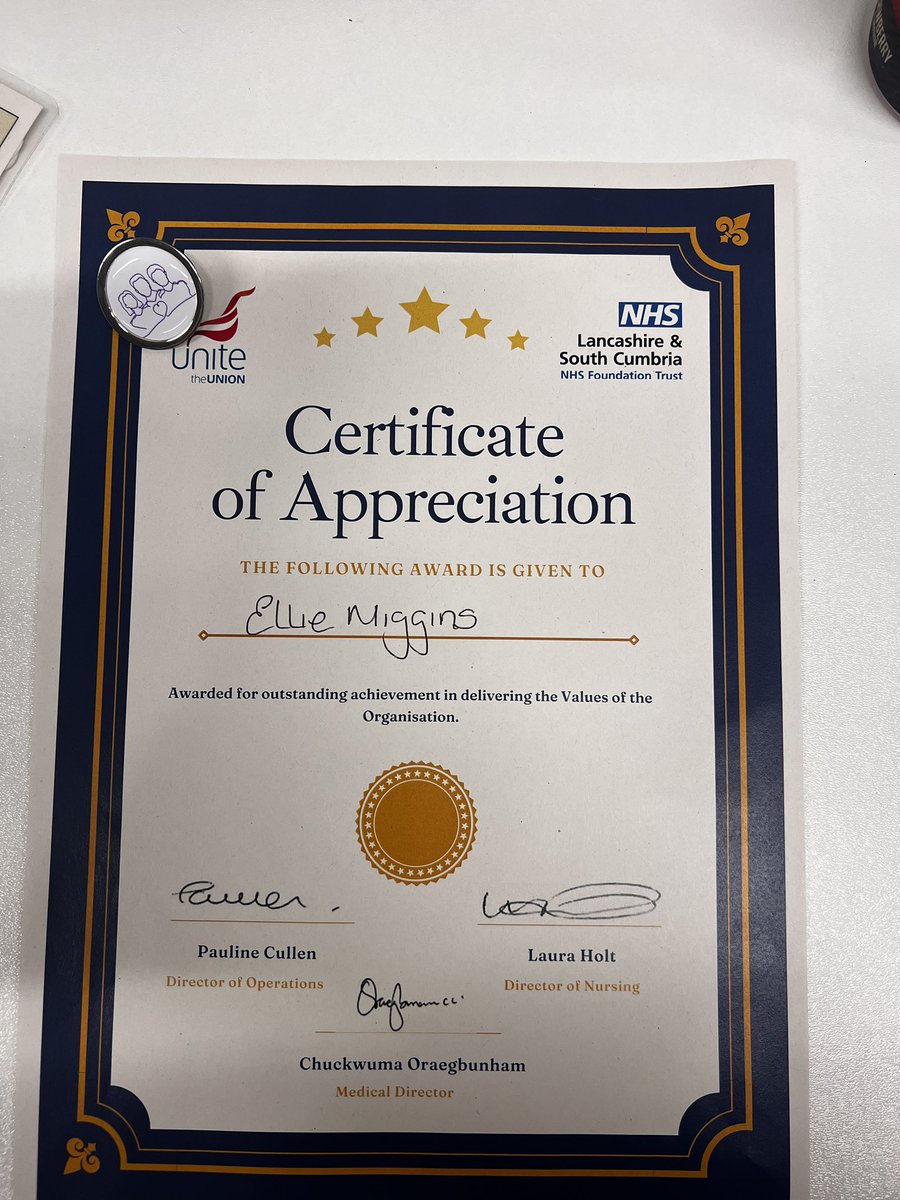 unite
theUNION
NHS
Lancashire &
South Cumbria
NHS Foundation Trust
Certificate
of Appreciation
THE FOLLOWING AWARD IS GIVEN TO
Ellie Miggins
Awarded for outstanding achievement in delivering the Values of the
Organisation.
Pauline Cullen
Laura Holt
Director of Operations
Director of Nursing
Chuckwuma Oraegbunham
Medical Director